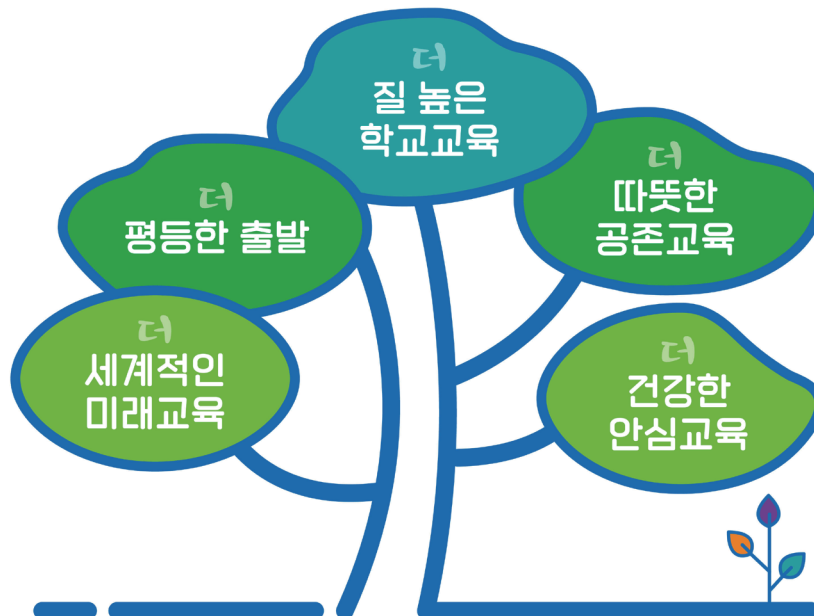 더
질 높은
학교교육
더
평등한 출발
더
따뜻한
공존교육
더
세계적인
미래교육
더
건강한
안심교육